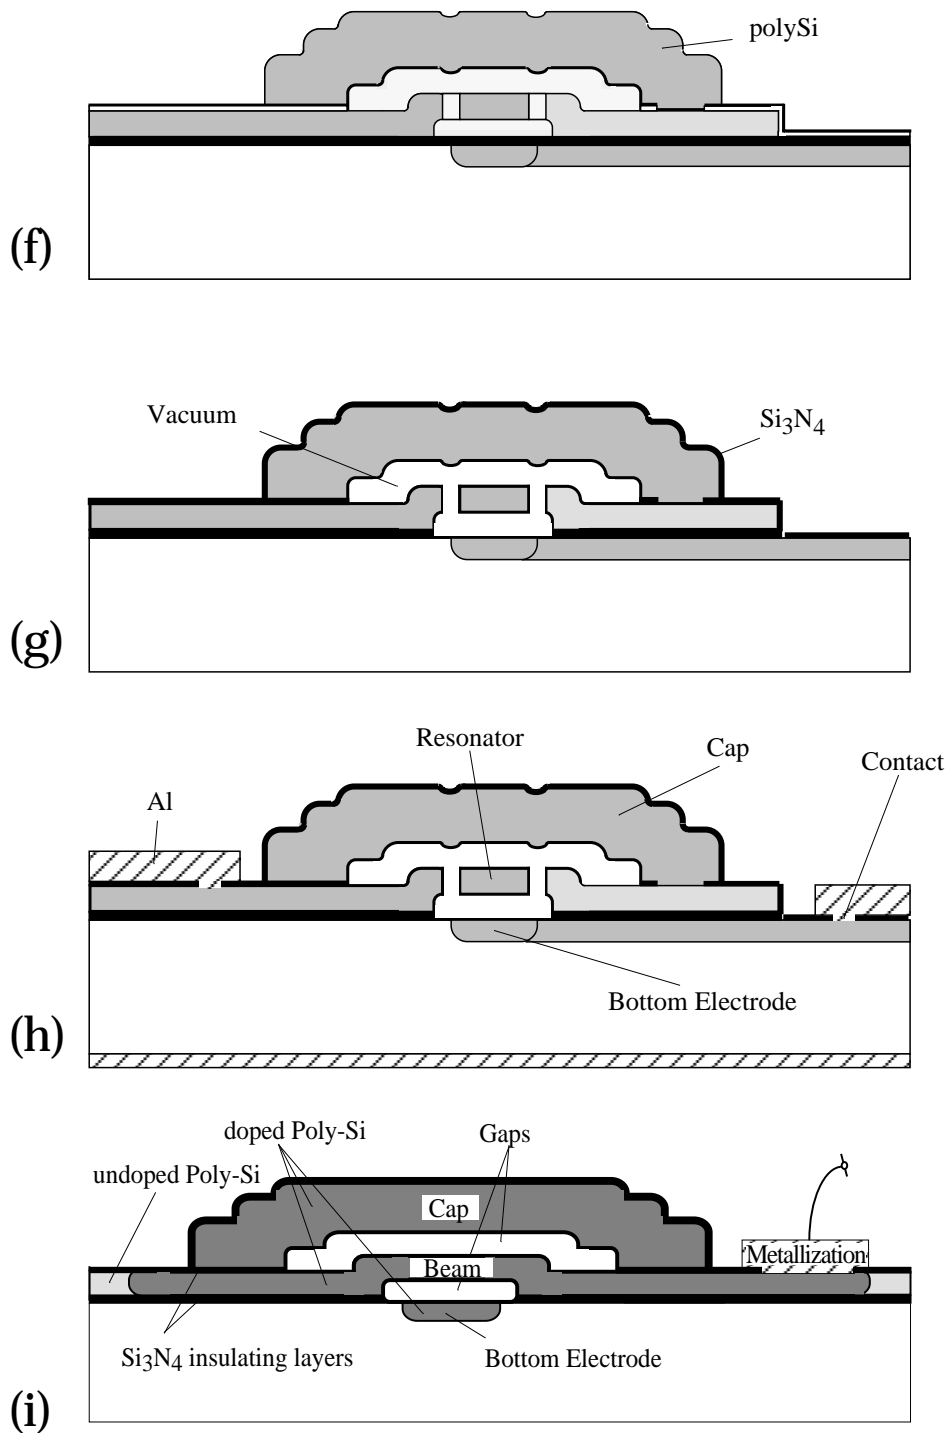 polySi
(f)
Vacuum
Si3N4
(g)
Resonator
Cap
Contact
Al
Bottom Electrode
(h)
doped Poly-Si
Gaps
undoped Poly-Si
Cap
Metallization
Beam
Si3N4 insulating layers
Bottom Electrode
(i)